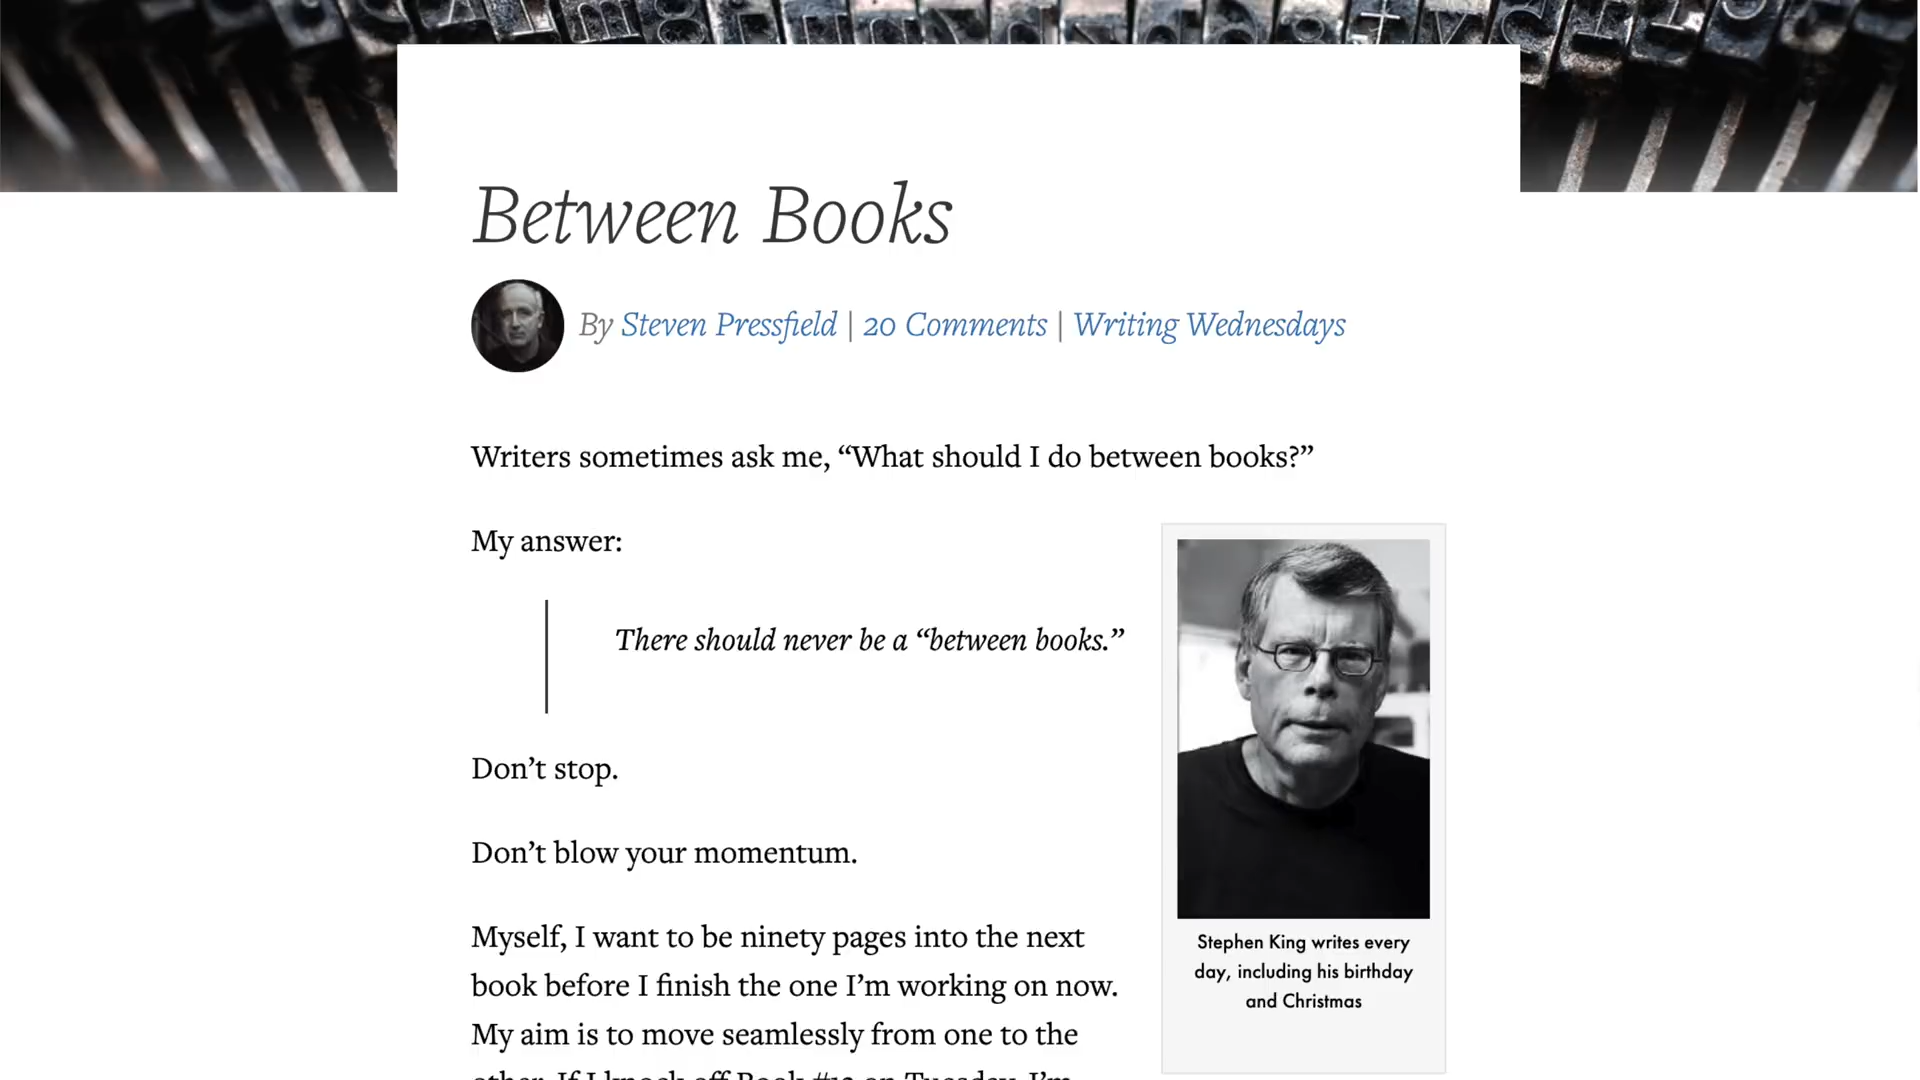 Between Books
By Steven Pressfield | 20 Comments | Writing Wednesdays
Writers sometimes ask me, “What should I do between books?”
My answer:
There should never be a “between books.”
Don’t stop.
Don’t blow your momentum.
Myself, I want to be ninety pages into the next
book before I finish the one I’m working on now.
My aim is to move seamlessly from one to the
Stephen King writes every
day, including his birthday
and Christmas